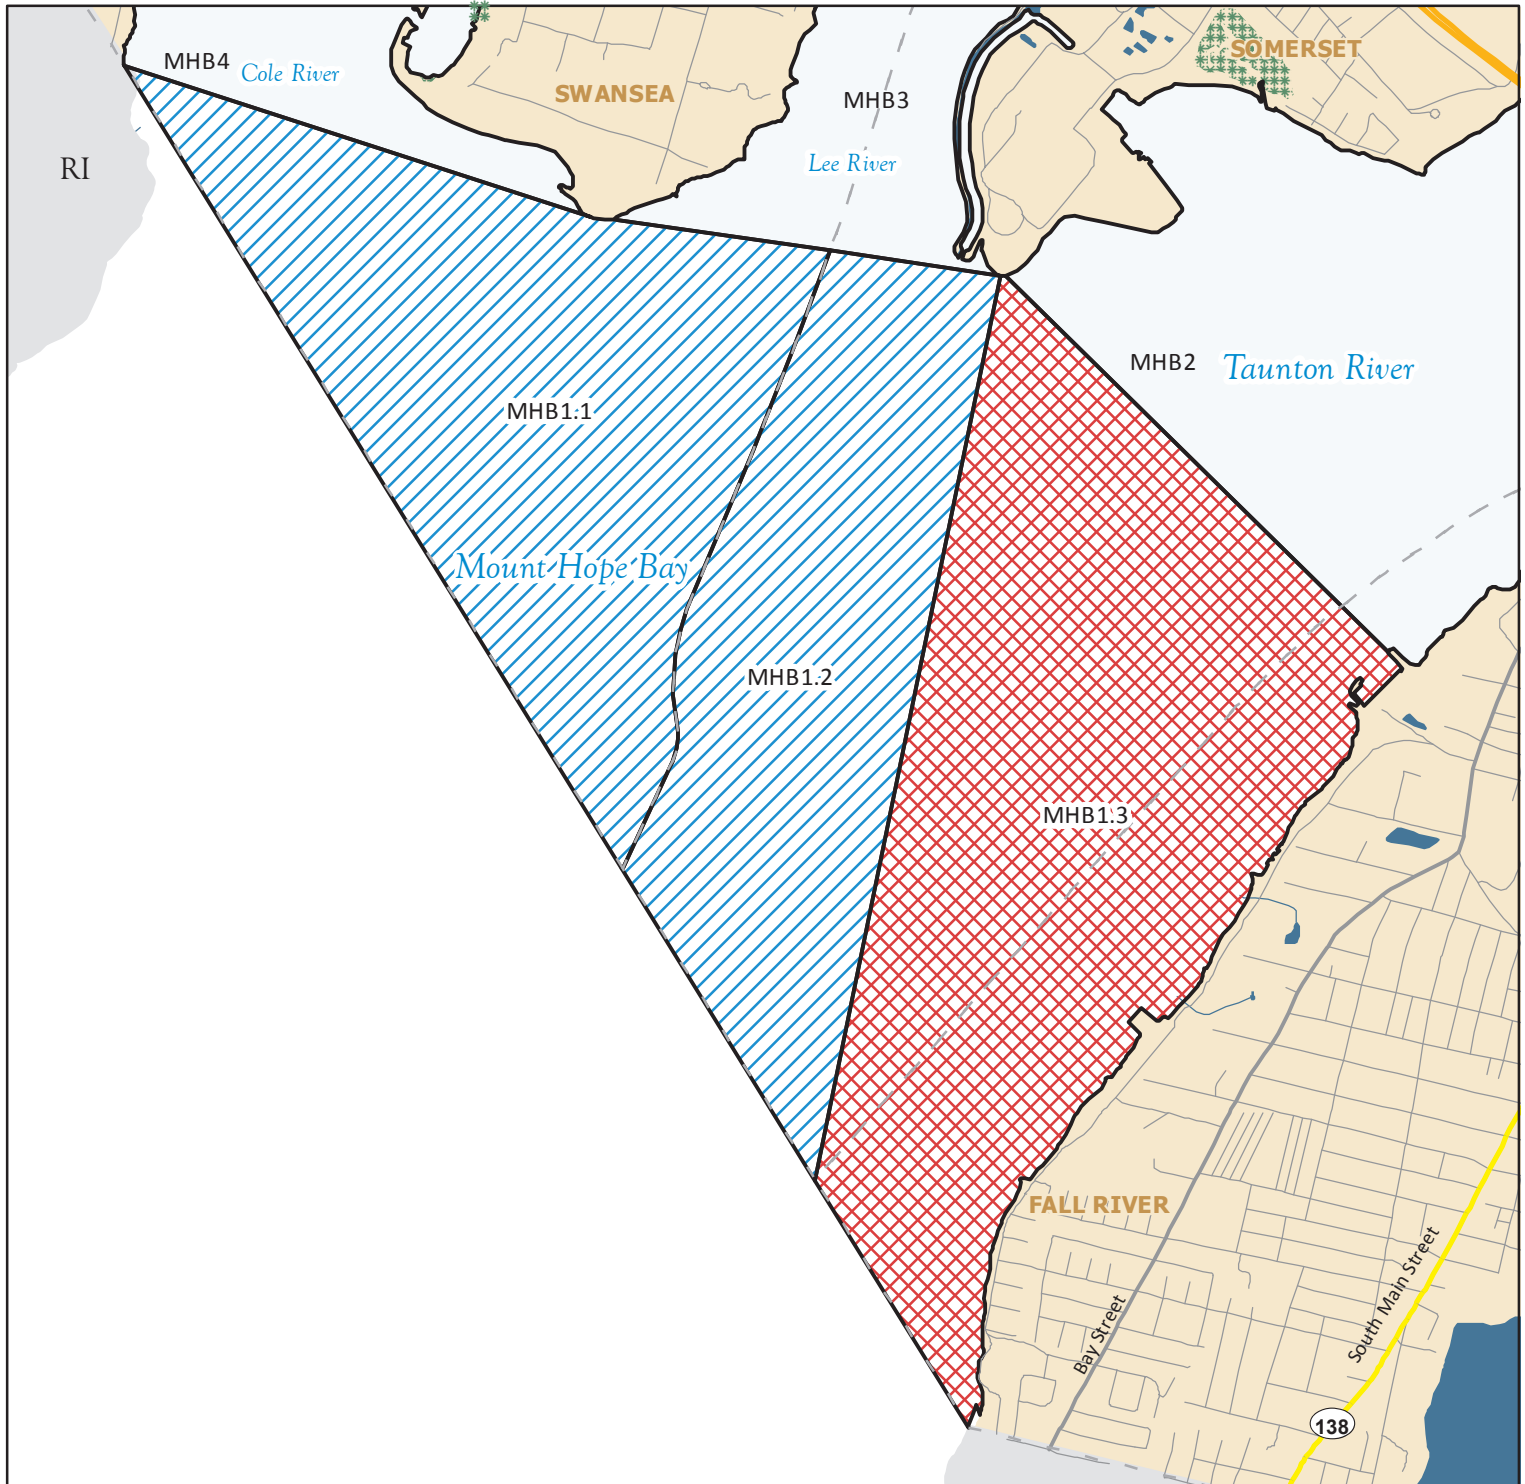 MHB4
Cole River
SWANSEA
SOMERSET
MHB3
Lee River
RI
MHB2
Taunton River
MHB1.1
Mount Hope Bay
MHB1.2
MHB1.3
FALL RIVER
Bay Street
South Main Street
138